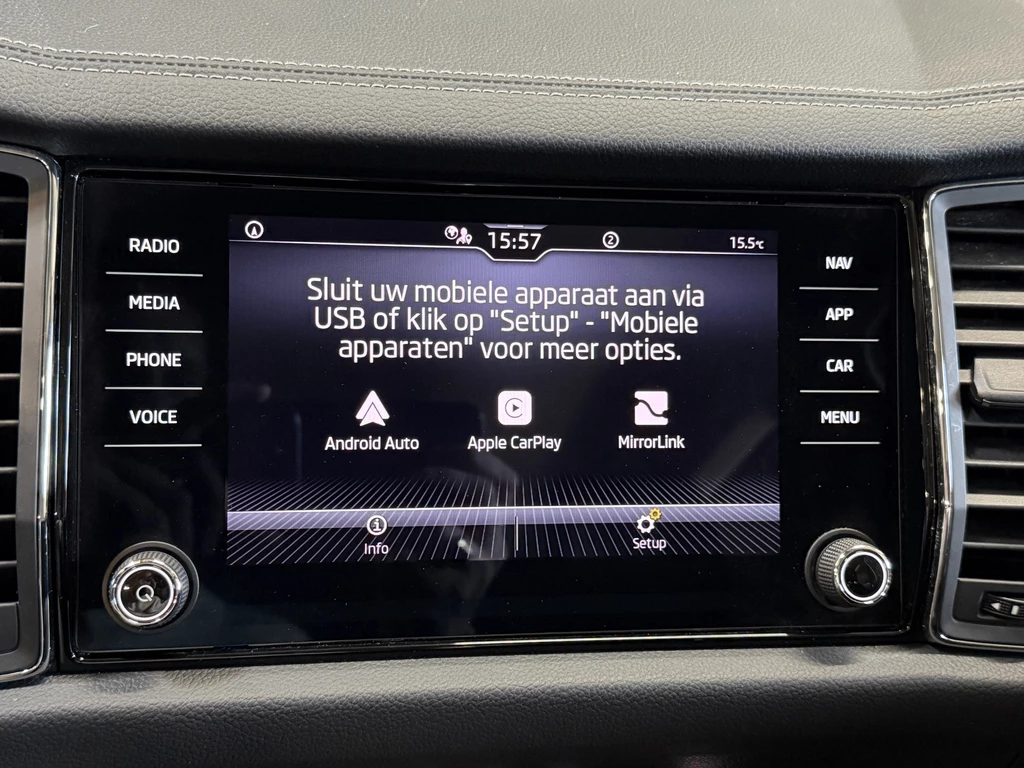 RADIO
MEDIA
PHONE
VOICE
15:57
2
15.5°C
Sluit uw mobiele apparaat aan via
USB of klik op "Setup" - "Mobiele
apparaten" voor meer opties.
Android Auto
Apple CarPlay
MirrorLink
Info
Setup
NAV
APP
CAR
MENU